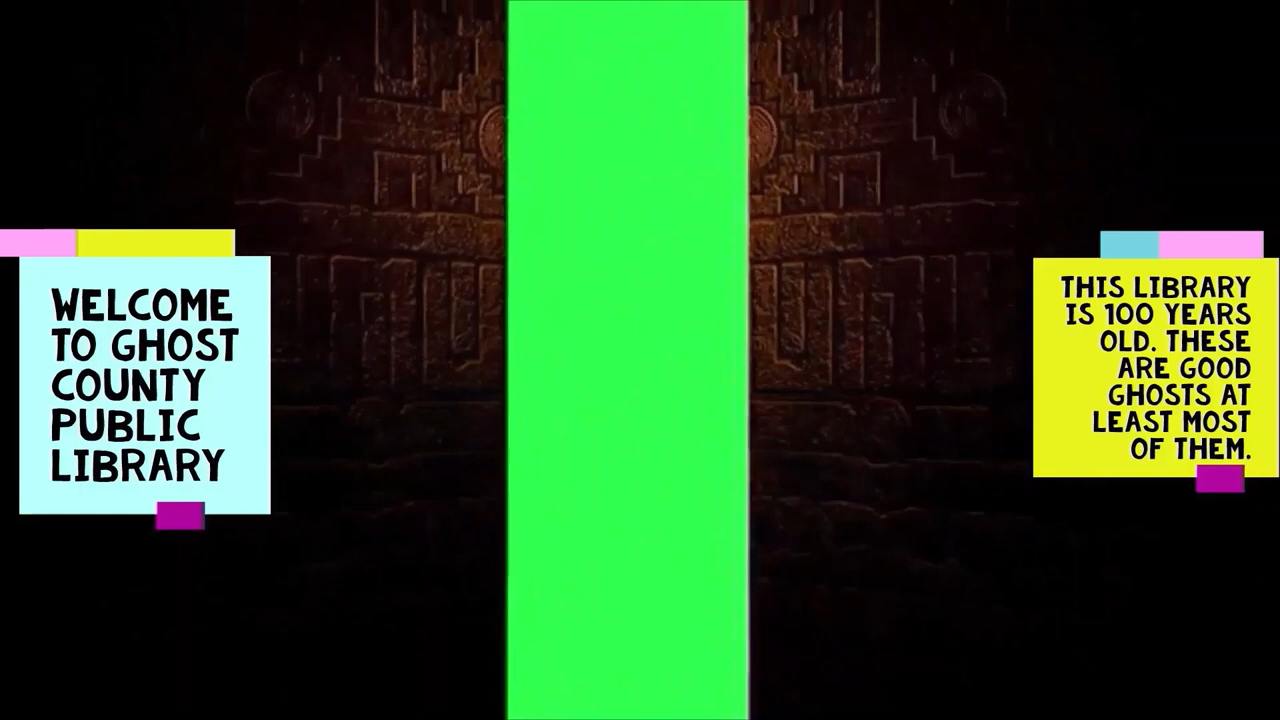 WELCOME
TO GHOST
COUNTY
PUBLIC
LIBRARY
THIS LIBRARY
IS 100 YEARS
OLD. THESE
ARE GOOD
GHOSTS AT
LEAST MOST
OF THEM.